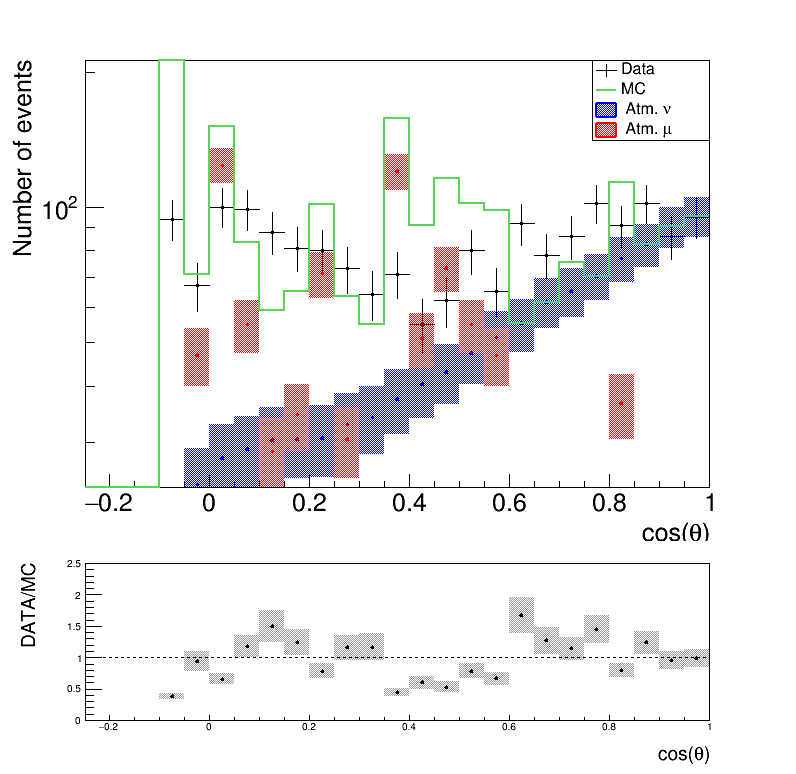 Number of events
10²
Data
MC
Atm. ν
Atm. μ
−0.2 0 0.2 0.4 0.6 0.8 1
cos(θ)
DATA/MC
2.5
2
1.5
1
0.5
0
−0.2 0 0.2 0.4 0.6 0.8 1
cos(θ)